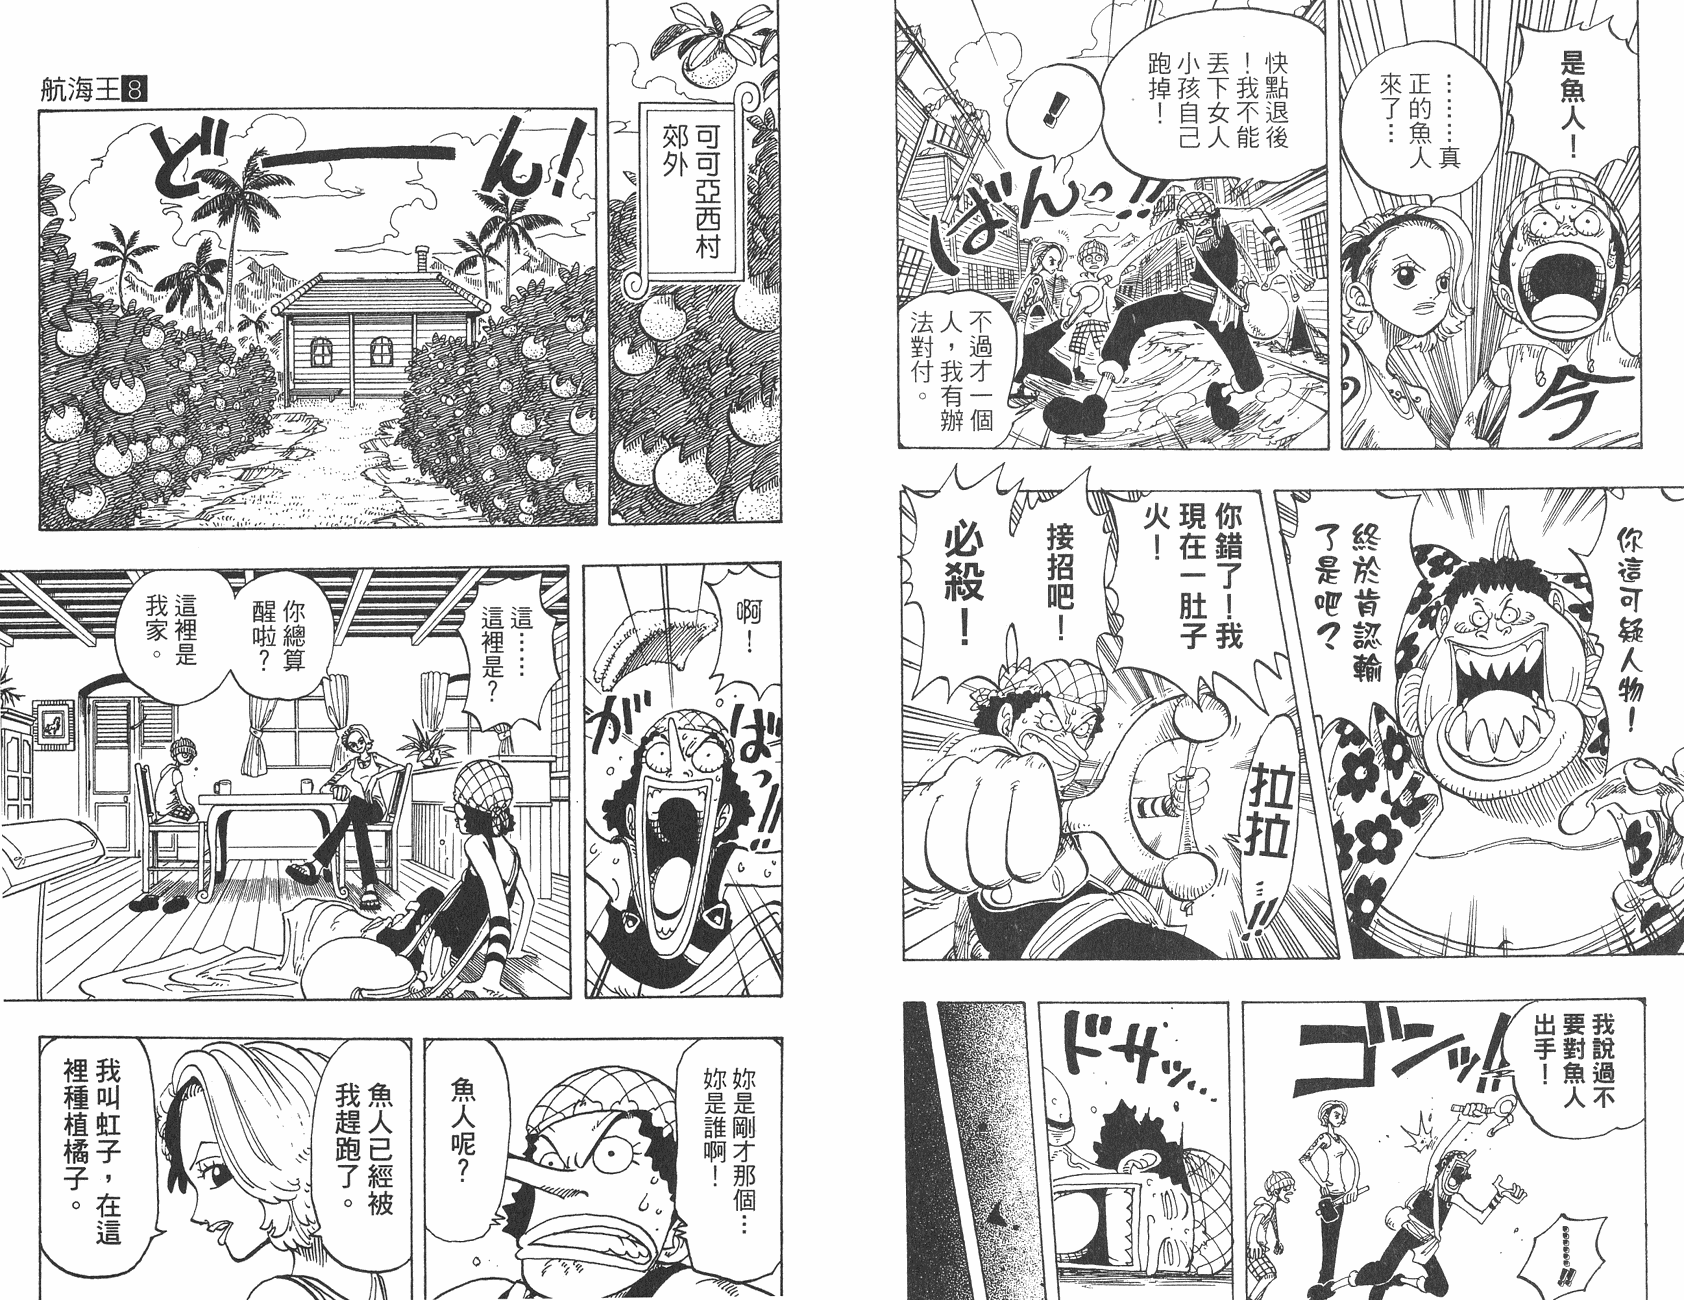 是魚人！
………真
正的魚人
來了…
今
快點退後
！我不能
丟下女人
小孩自己
跑掉！
！
ばんっ!!
不過才一個
人，我有辦
法對付。
你這可疑人物！
終於肯認輸
了是吧？
你錯了！我
現在一肚子
火！
接招吧！
必殺！
拉
拉
…!!
我說過不
要對魚人
出手！
ゴンッ!!
……!!
ドサッ…
航海王8
可可亞西村
郊外
どーーん！
啊！
がばっ!!
這……
這裡是？
你總算
醒啦？
這裡是
我家。
妳是剛才那個…
妳是誰啊！
魚人呢？
魚人已經被
我趕跑了。
我叫虹子，在這
裡種植橘子。